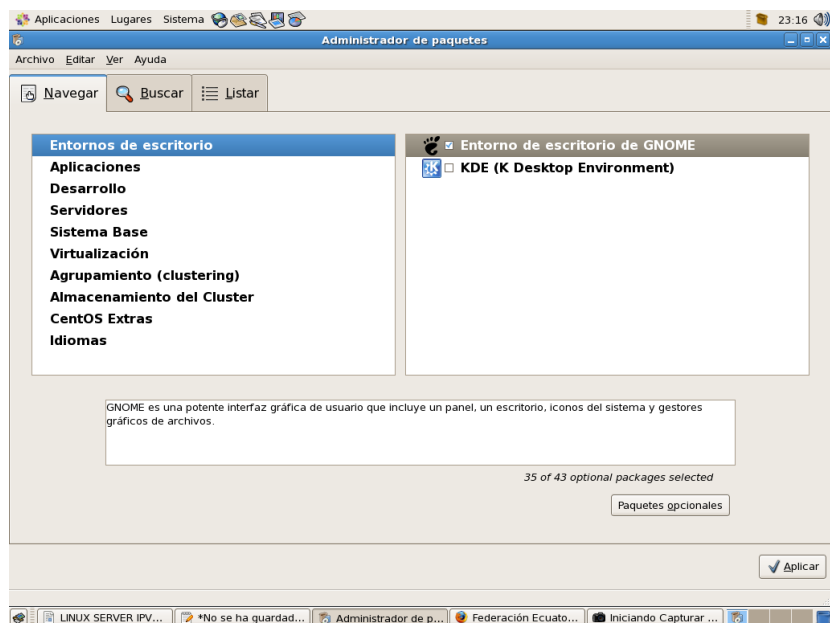 Aplicaciones Lugares Sistema 23:16
Administrador de paquetes
Archivo Editar Ver Ayuda
Navegar Buscar Listar
Entornos de escritorio
Aplicaciones
Desarrollo
Servidores
Sistema Base
Virtualización
Agrupamiento (clustering)
Almacenamiento del Cluster
CentOS Extras
Idiomas
Entorno de escritorio de GNOME
KDE (K Desktop Environment)
GNOME es una potente interfaz gráfica de usuario que incluye un panel, un escritorio, iconos del sistema y gestores
gráficos de archivos.
35 of 43 optional packages selected
Paquetes opcionales
Aplicar
LINUX SERVER IPV... *No se ha guardad... Administrador de p... Federación Ecuato... Iniciando Capturar ...